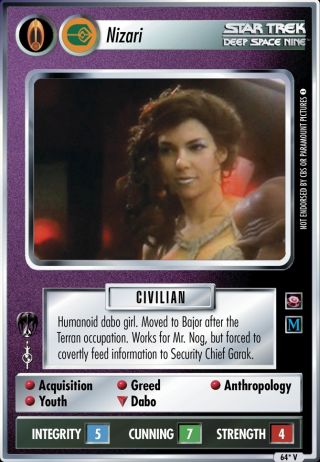 Nizari
STAR TREK
DEEP SPACE NINE
NOT ENDORSED BY CBS OR PARAMOUNT PICTURES
CIVILIAN
Humanoid dabo girl. Moved to Bajor after the
Terran occupation. Works for Mr. Nog, but forced to
covertly feed information to Security Chief Garak.
M
Acquisition Greed Anthropology
Youth Dabo
INTEGRITY 5 CUNNING 7 STRENGTH 4
64* V